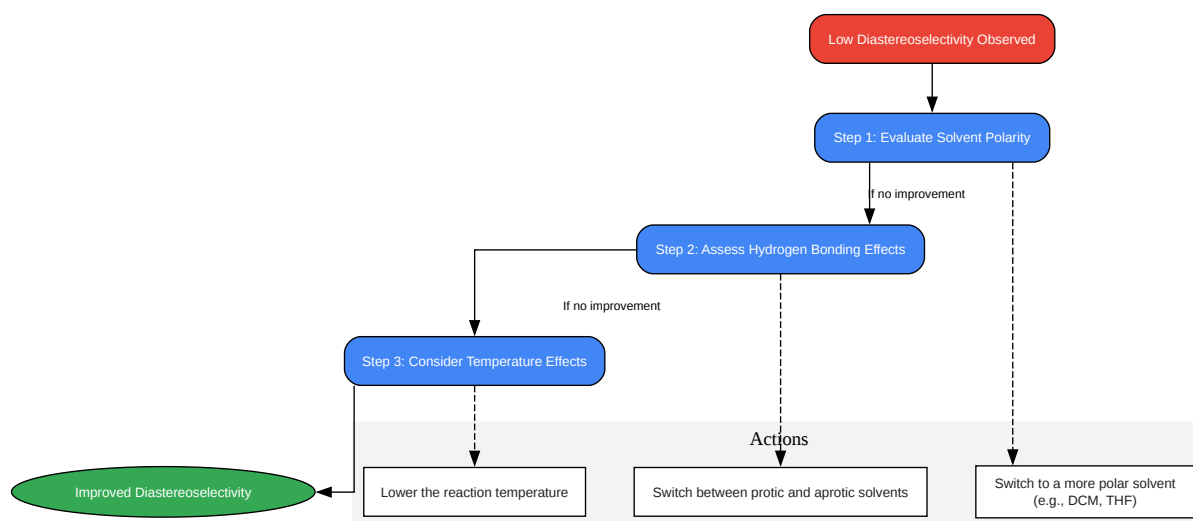 Low Diastereoselectivity Observed
Step 1: Evaluate Solvent Polarity
If no improvement
Step 2: Assess Hydrogen Bonding Effects
If no improvement
Step 3: Consider Temperature Effects
Actions
Improved Diastereoselectivity
Lower the reaction temperature
Switch between protic and aprotic solvents
Switch to a more polar solvent
(e.g., DCM, THF)